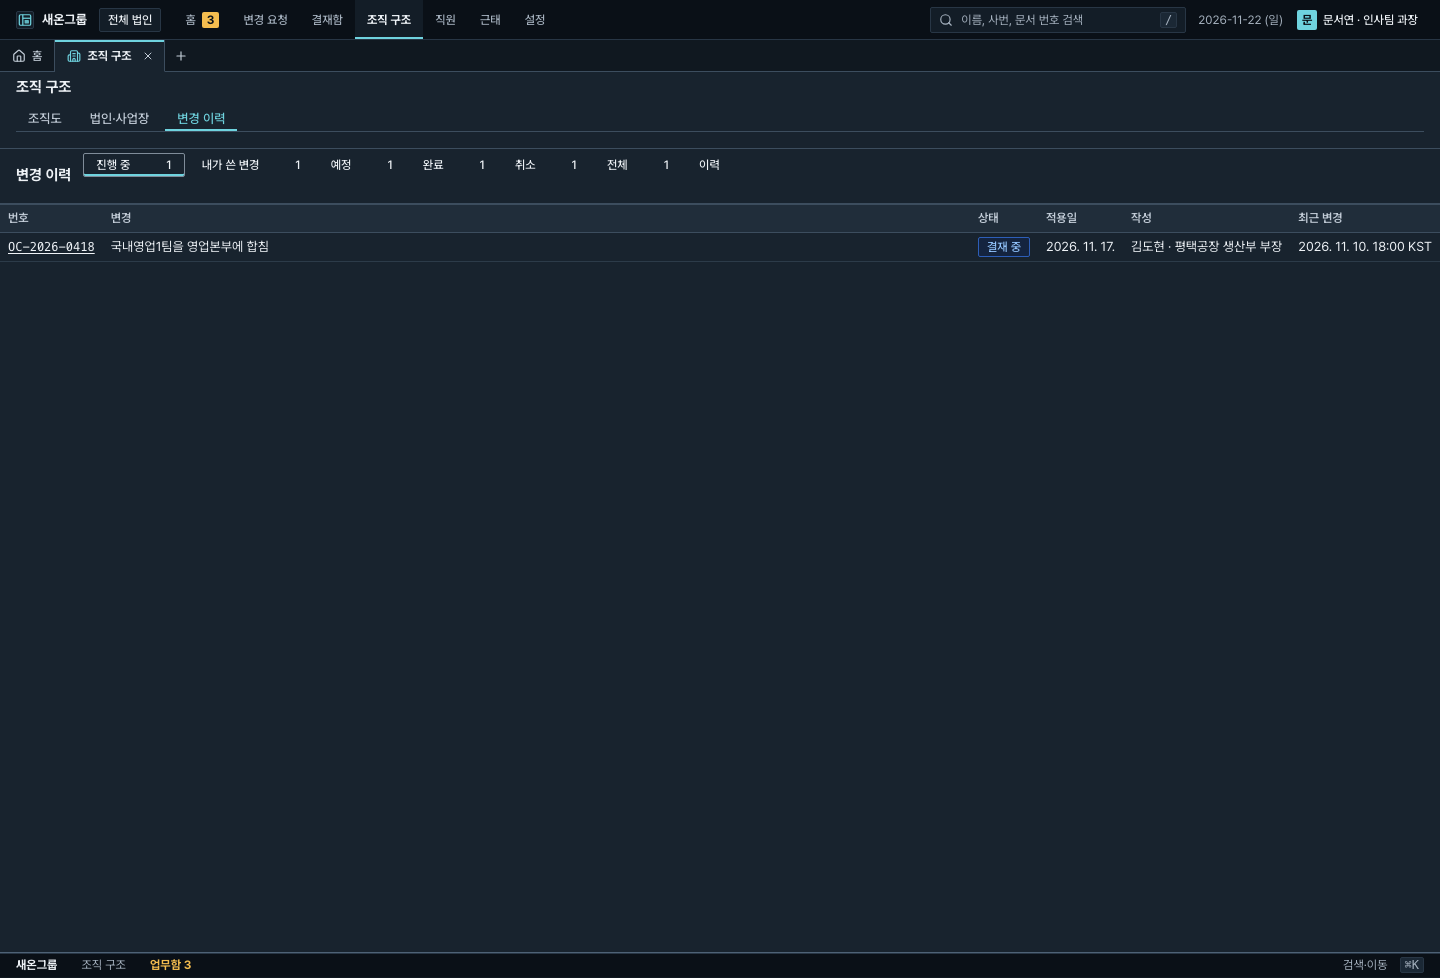 새온그룹 전체 법인 홈 3 변경 요청 결재함 조직 구조 직원 근태 설정 이름, 사번, 문서 번호 검색 / 2026-11-22 (일) 문 문서연 · 인사팀 과장
홈 조직 구조
조직 구조
조직도 법인·사업장 변경 이력
변경 이력 진행 중 1 내가 쓴 변경 1 예정 1 완료 1 취소 1 전체 1 이력
번호 변경 상태 적용일 작성 최근 변경
OC-2026-0418 국내영업1팀을 영업본부에 합침 결재 중 2026. 11. 17. 김도현 · 평택공장 생산부 부장 2026. 11. 10. 18:00 KST
새온그룹 조직 구조 업무함 3 검색·이동 ⌘K